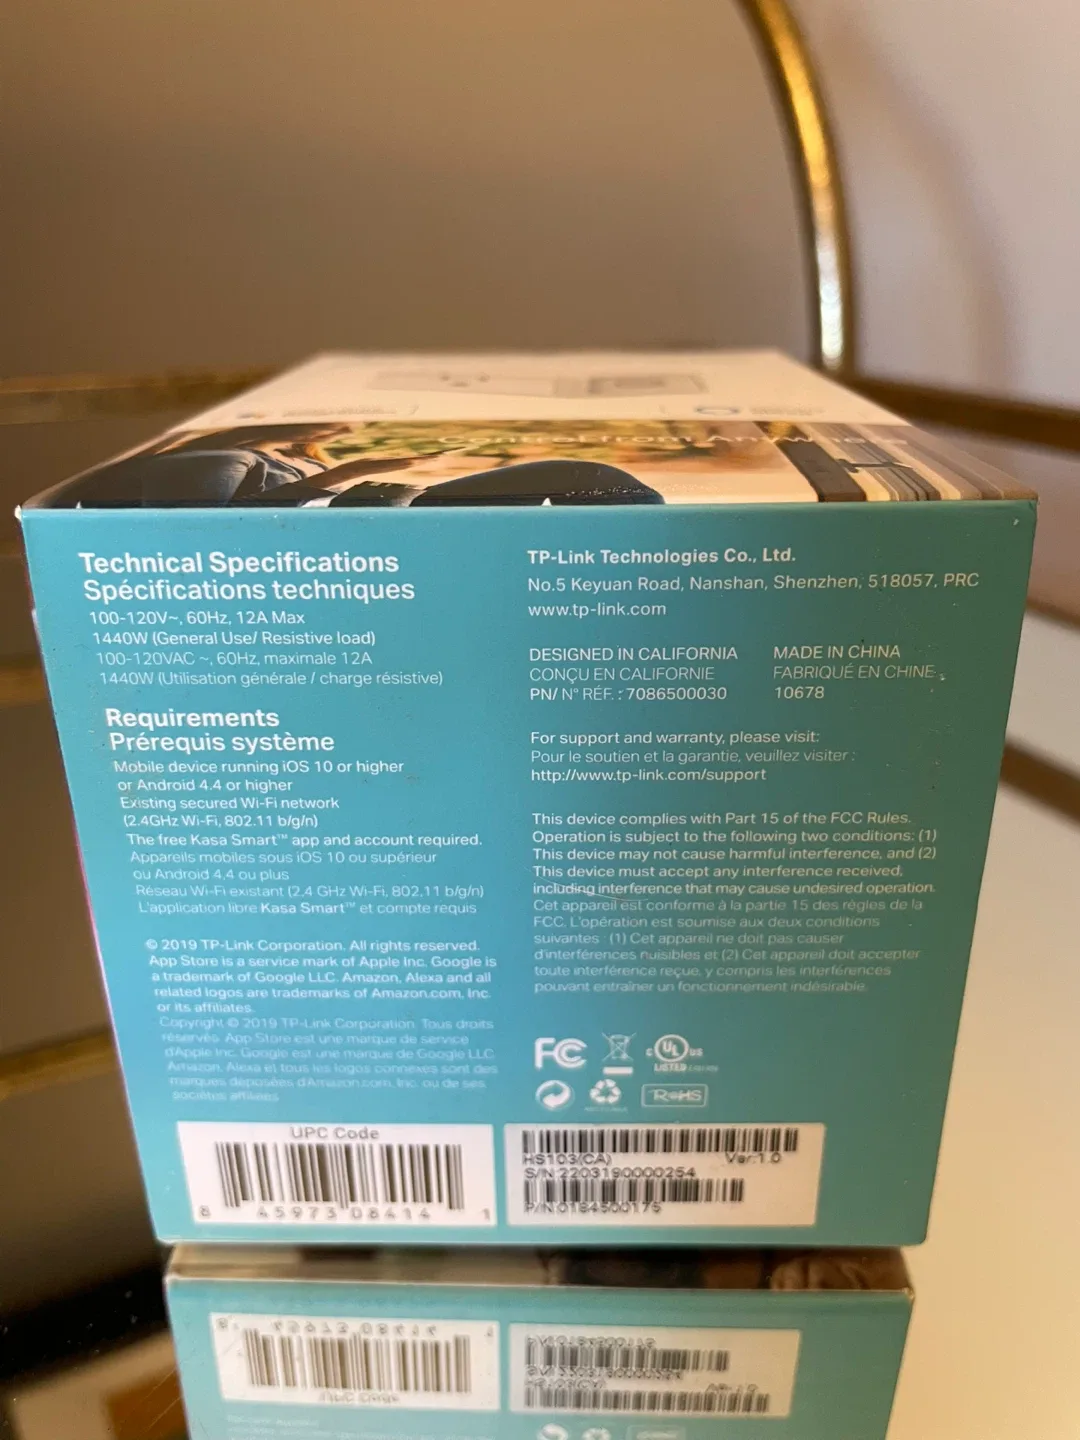 Control from Anywhere
Technical Specifications
Spécifications techniques
100-120V~, 60Hz, 12A Max
1440W (General Use/ Resistive load)
100-120VAC ~, 60Hz, maximale 12A
1440W (Utilisation générale / charge résistive)
Requirements
Prérequis système
Mobile device running iOS 10 or higher
or Android 4.4 or higher
Existing secured Wi-Fi network
(2.4GHz Wi-Fi, 802.11 b/g/n)
The free Kasa Smart™ app and account required.
Appareils mobiles sous iOS 10 ou supérieur
ou Android 4.4 ou plus
Réseau Wi-Fi existant (2,4 GHz Wi-Fi, 802.11 b/g/n)
L'application libre Kasa Smart™ et compte requis
© 2019 TP-Link Corporation. All rights reserved.
App Store is a service mark of Apple Inc. Google is
a trademark of Google LLC. Amazon, Alexa and all
related logos are trademarks of Amazon.com, Inc.
or its affiliates.
Copyright © 2019 TP-Link Corporation. Tous droits
réservés. App Store est une marque de service
d'Apple Inc. Google est une marque de Google LLC.
Amazon, Alexa et tous les logos connexes sont des
marques déposées d'Amazon.com, Inc. ou de ses
sociétés affiliées
TP-Link Technologies Co., Ltd.
No.5 Keyuan Road, Nanshan, Shenzhen, 518057, PRC
www.tp-link.com
DESIGNED IN CALIFORNIA
CONÇU EN CALIFORNIE
PN/ N° RÉF. : 7086500030
MADE IN CHINA
FABRIQUÉ EN CHINE
10678
For support and warranty, please visit:
Pour le soutien et la garantie, veuillez visiter :
http://www.tp-link.com/support
This device complies with Part 15 of the FCC Rules.
Operation is subject to the following two conditions: (1)
This device may not cause harmful interference, and (2)
This device must accept any interference received,
including interference that may cause undesired operation.
Cet appareil est conforme à la partie 15 des règles de la
FCC. L'opération est soumise aux deux conditions
suivantes : (1) Cet appareil ne doit pas causer
d'interférences nuisibles et (2) Cet appareil doit accepter
toute interférence reçue, y compris les interférences
pouvant entraîner un fonctionnement indésirable.
FC
c UL us
LISTED
RoHS
UPC Code
8 45973 08414 1
HS103(CA) Ver:1.0
S/N:2203190000254
P/N:0184500175